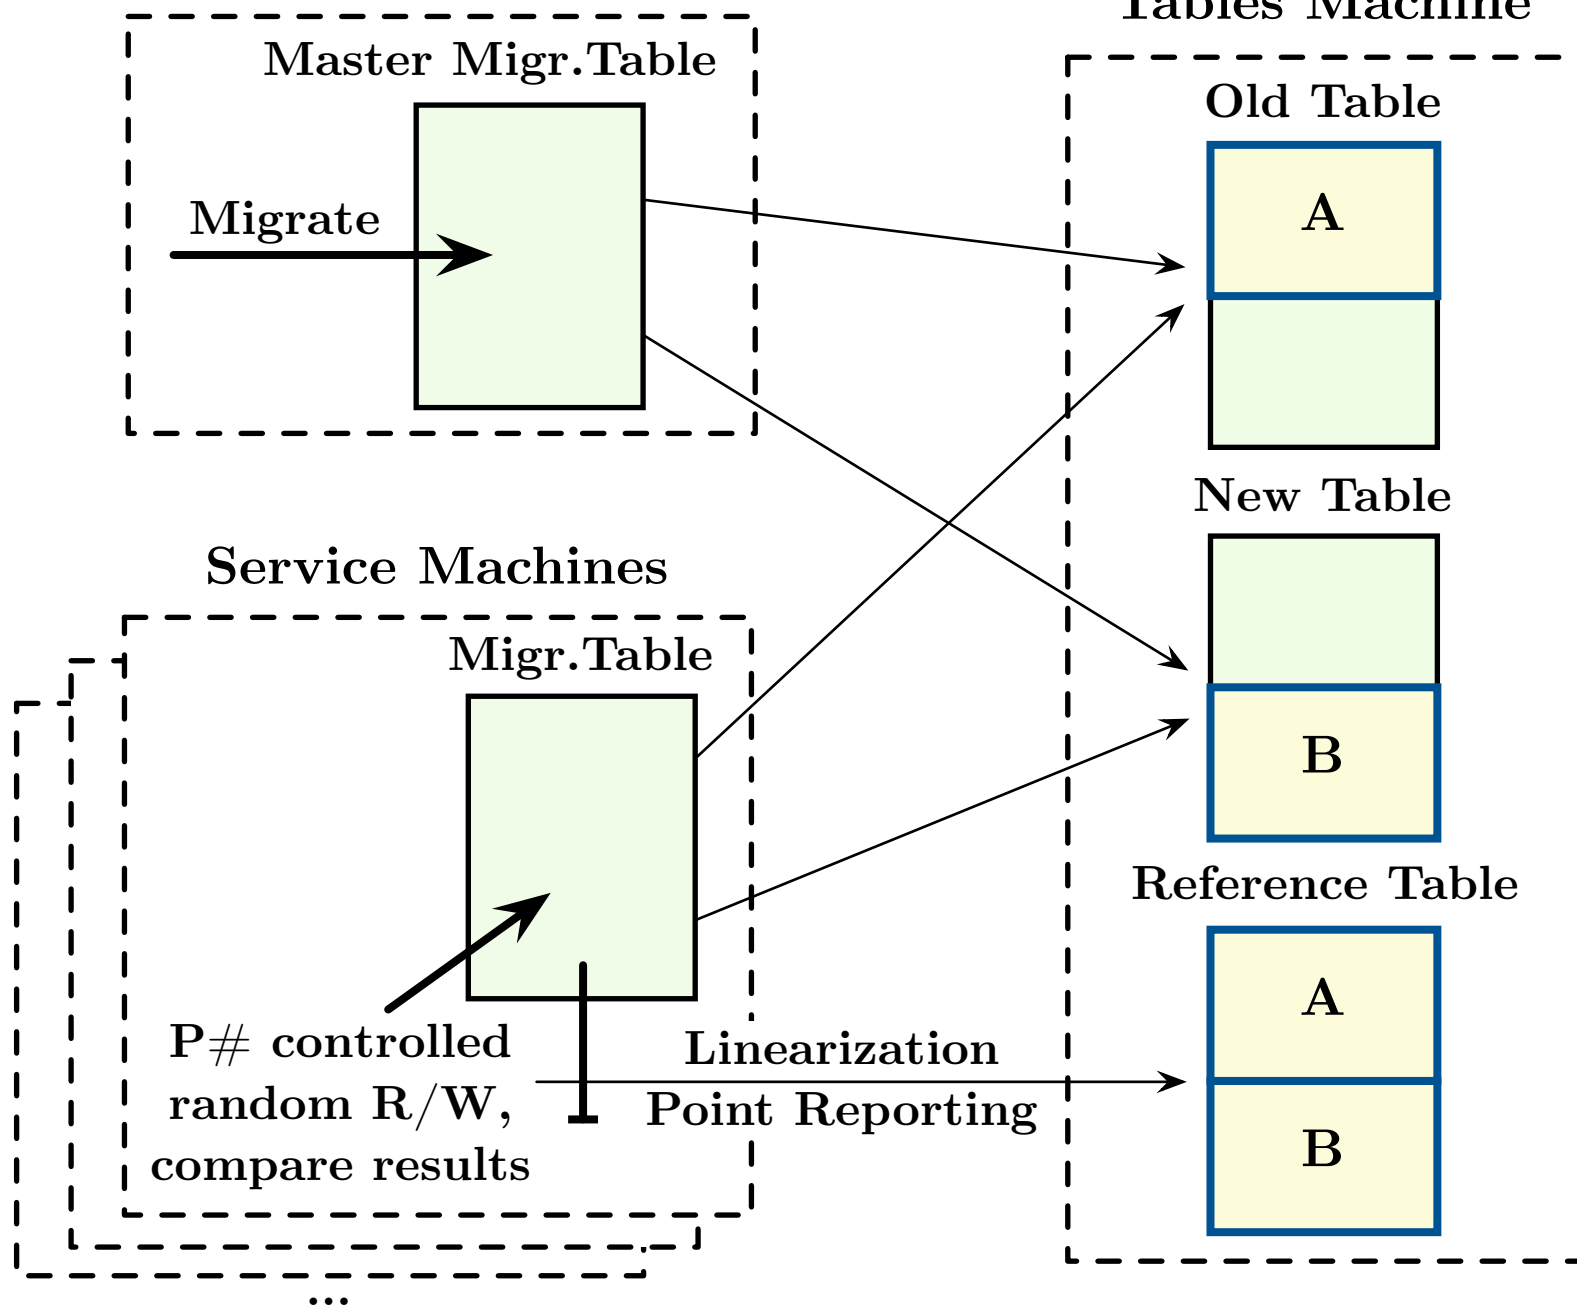 Tables Machine
Master Migr.Table
Old Table
A
Migrate
New Table
B
Service Machines
Migr.Table
Reference Table
A
B
P# controlled
random R/W,
compare results
Linearization
Point Reporting
...